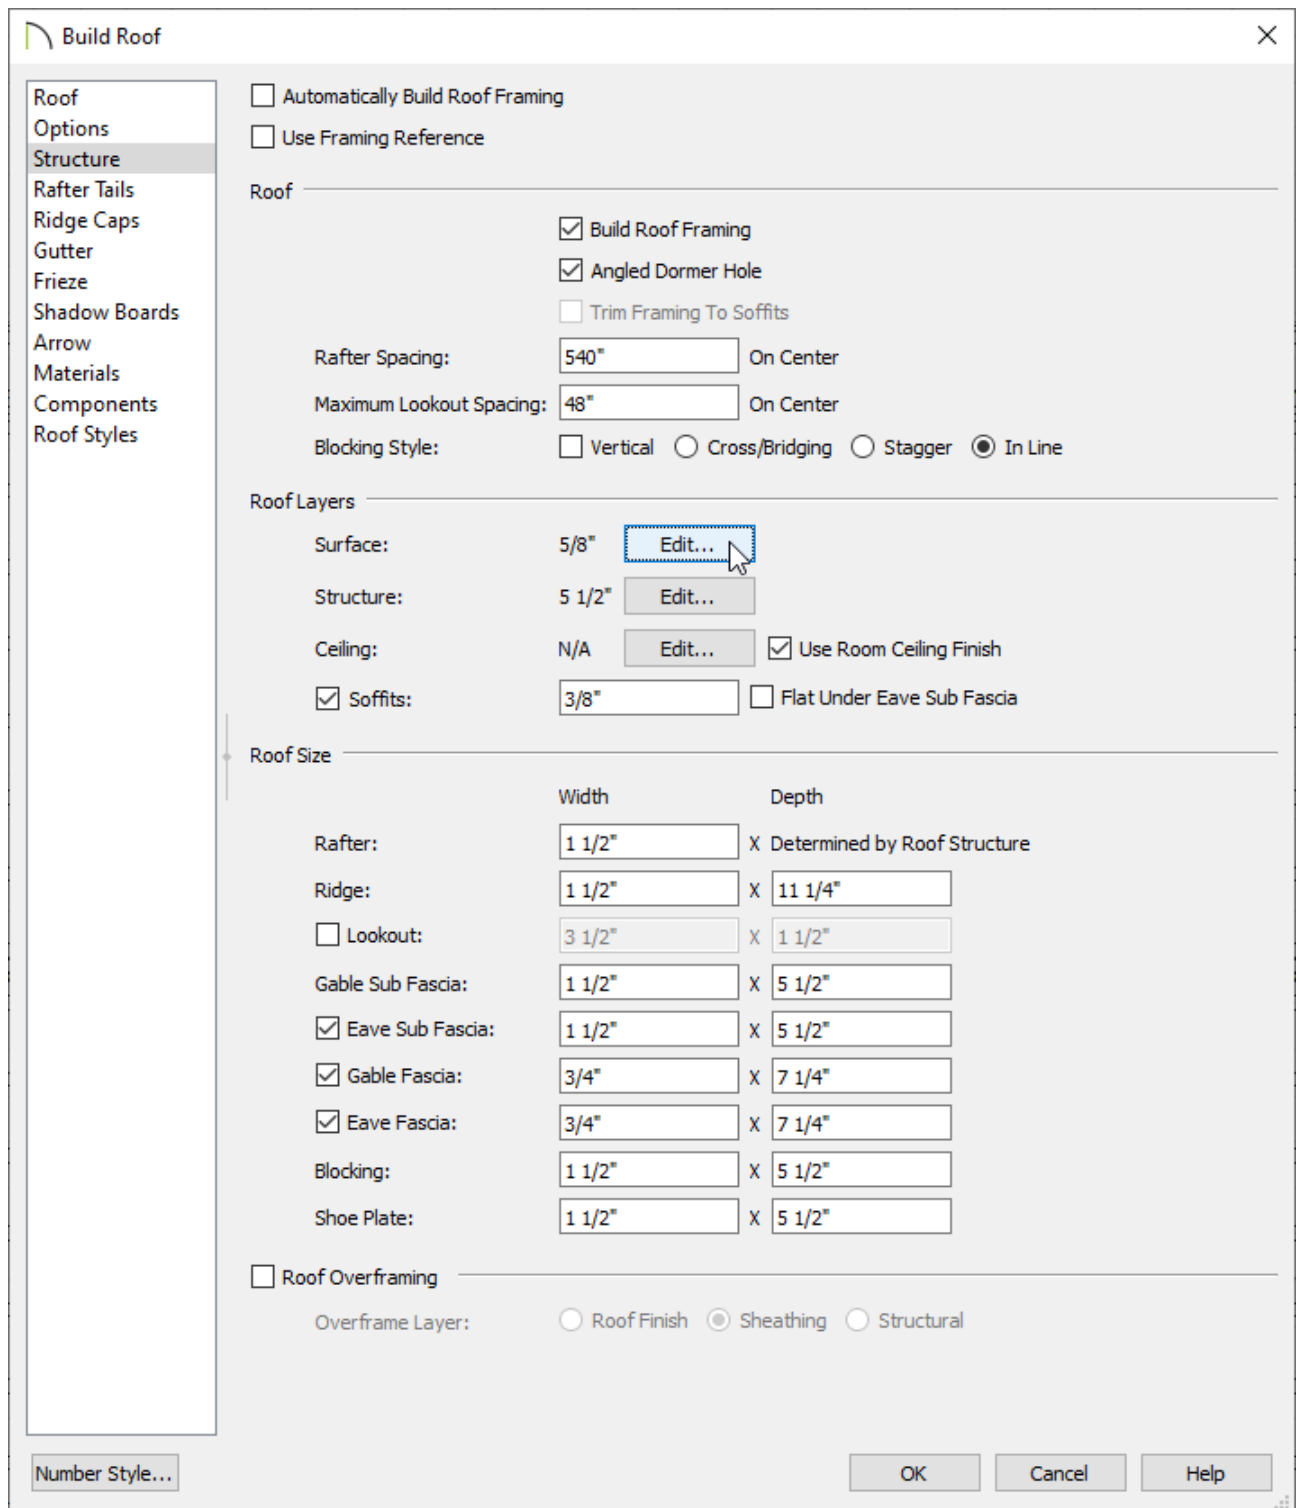 Build Roof
Roof
Options
Structure
Rafter Tails
Ridge Caps
Gutter
Frieze
Shadow Boards
Arrow
Materials
Components
Roof Styles
Automatically Build Roof Framing
Use Framing Reference
Roof
Build Roof Framing
Angled Dormer Hole
Trim Framing To Soffits
Rafter Spacing: 540" On Center
Maximum Lookout Spacing: 48" On Center
Blocking Style: Vertical Cross/Bridging Stagger In Line
Roof Layers
Surface: 5/8" Edit...
Structure: 5 1/2" Edit...
Ceiling: N/A Edit... Use Room Ceiling Finish
Soffits: 3/8" Flat Under Eave Sub Fascia
Roof Size
Width Depth
Rafter: 1 1/2" X Determined by Roof Structure
Ridge: 1 1/2" X 11 1/4"
Lookout: 3 1/2" X 1 1/2"
Gable Sub Fascia: 1 1/2" X 5 1/2"
Eave Sub Fascia: 1 1/2" X 5 1/2"
Gable Fascia: 3/4" X 7 1/4"
Eave Fascia: 3/4" X 7 1/4"
Blocking: 1 1/2" X 5 1/2"
Shoe Plate: 1 1/2" X 5 1/2"
Roof Overframing
Overframe Layer: Roof Finish Sheathing Structural
Number Style... OK Cancel Help